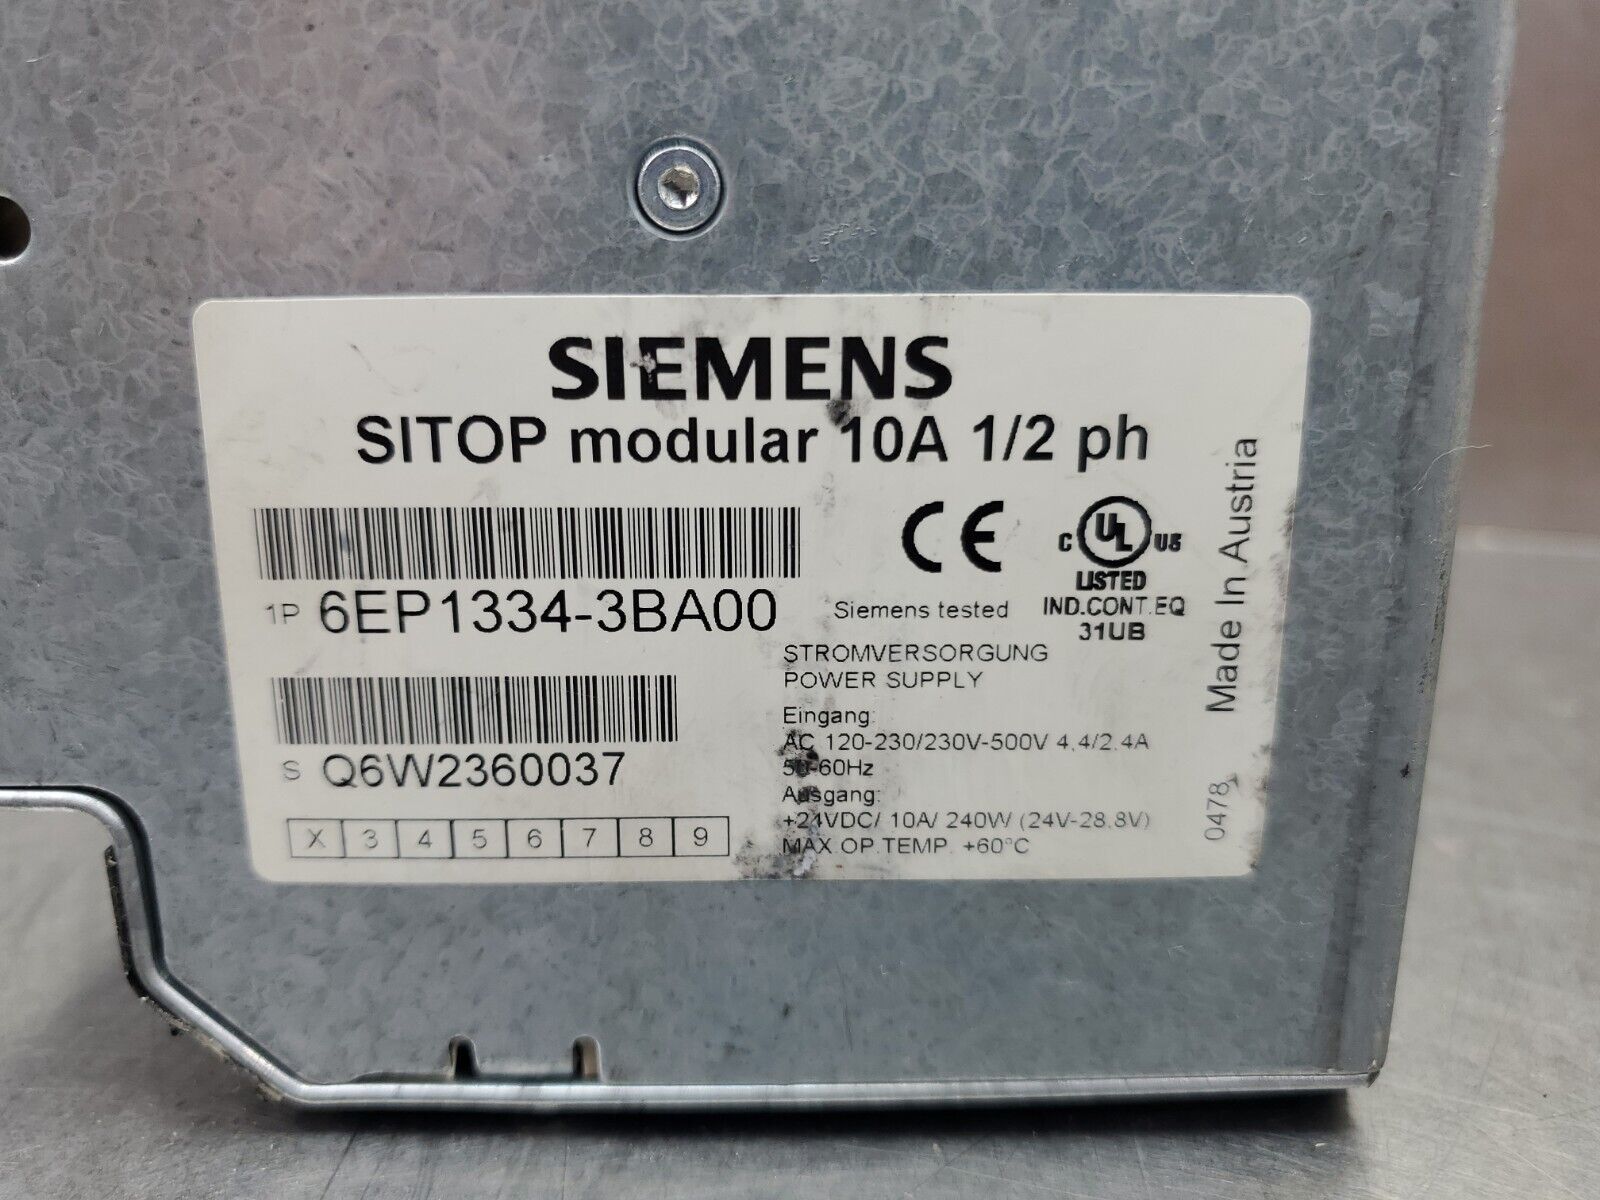 SIEMENS
SITOP modular 10A 1/2 ph
1P 6EP1334-3BA00
S Q6W2360037
X 3 4 5 6 7 8 9
CE
Siemens tested
C UL US
LISTED
IND.CONT.EQ
31UB
STROMVERSORGUNG
POWER SUPPLY
Eingang:
AC 120-230/230V-500V 4,4/2,4A
50-60Hz
Ausgang:
+24VDC/ 10A/ 240W (24V-28,8V)
MAX.OP.TEMP. +60°C
Made In Austria
0478